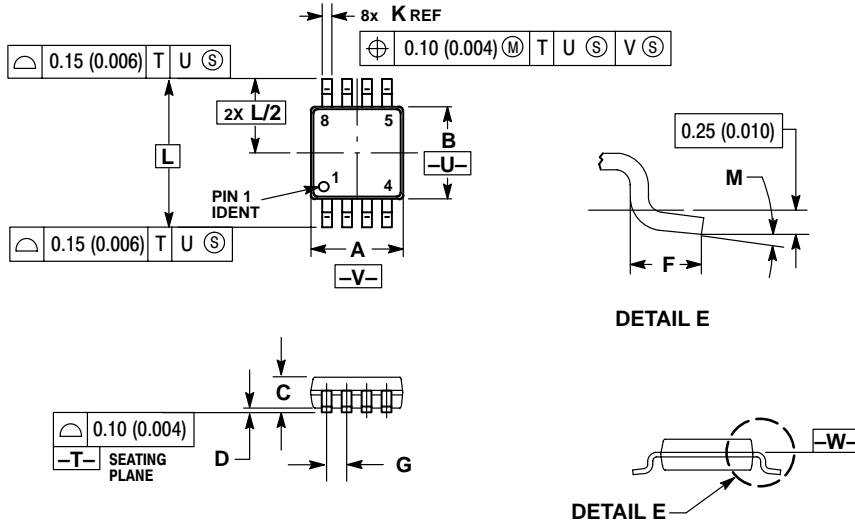 8x K REF
⌖ 0.10 (0.004) Ⓜ T U Ⓢ V Ⓢ
⌓ 0.15 (0.006) T U Ⓢ
2X L/2
8 5
B
–U–
L
1
4
PIN 1
IDENT
⌓ 0.15 (0.006) T U Ⓢ
A
–V–
0.25 (0.010)
M
F
DETAIL E
C
⌓ 0.10 (0.004)
–T– SEATING
PLANE
D
G
–W–
DETAIL E